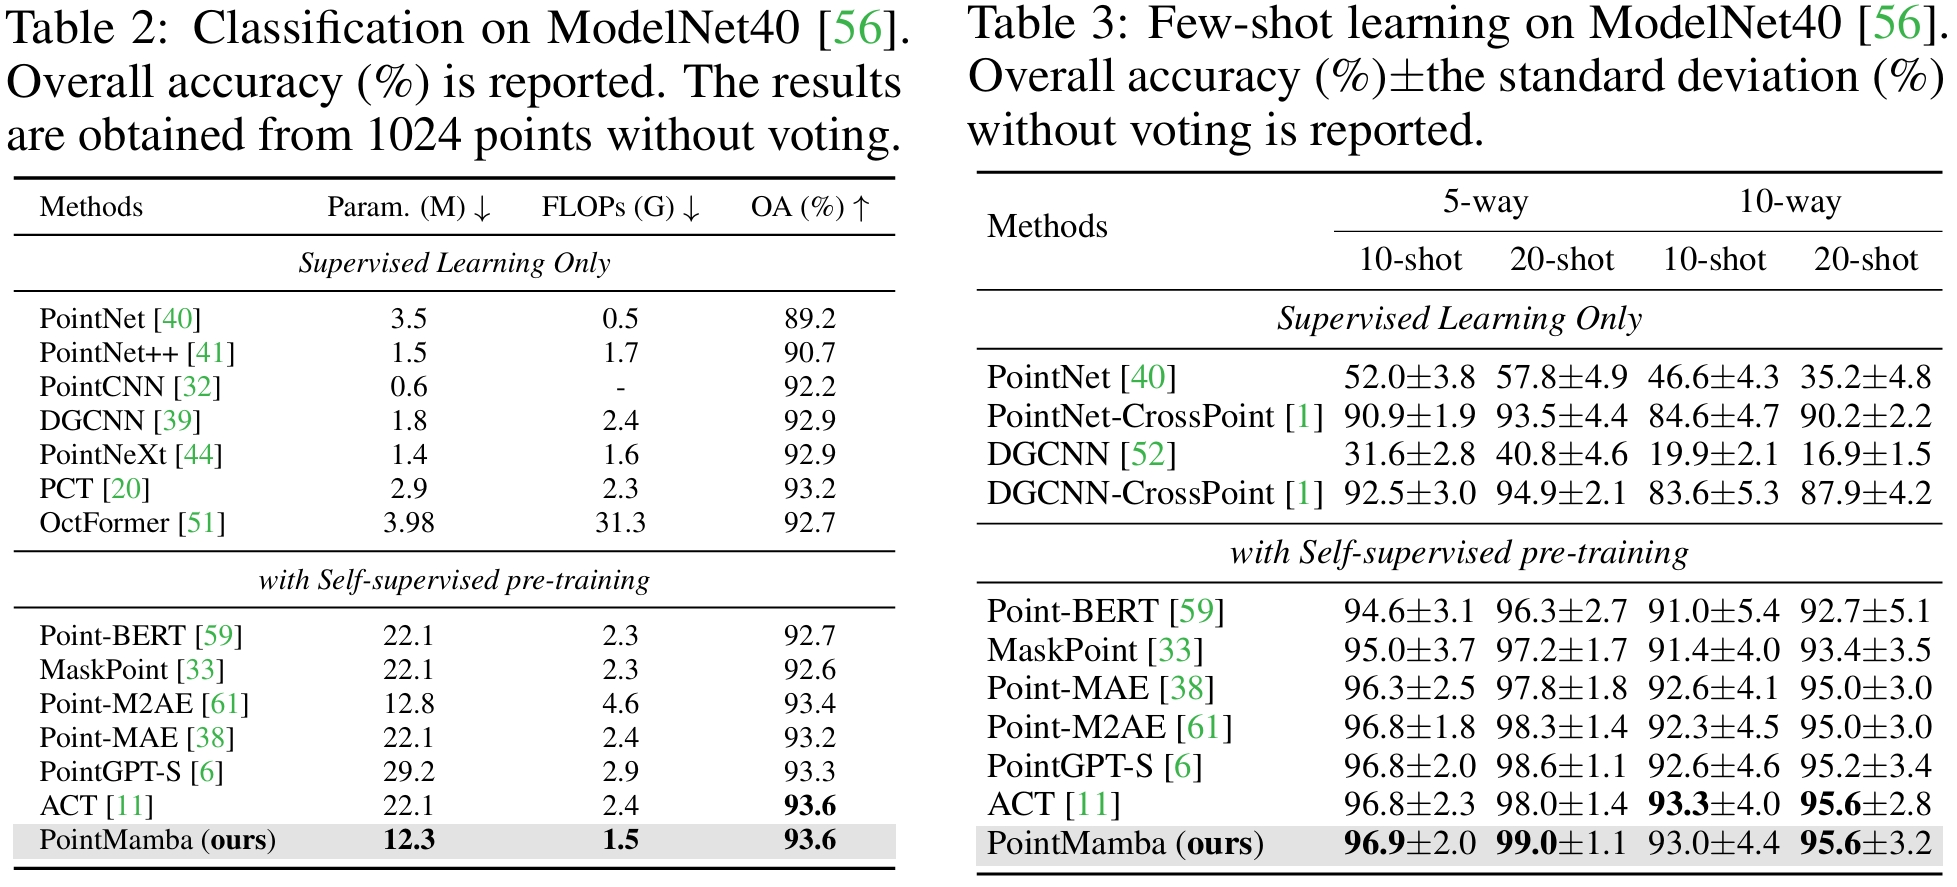 Table 2: Classification on ModelNet40 [56].
Overall accuracy (%) is reported. The results
are obtained from 1024 points without voting.
Methods Param. (M) ↓ FLOPs (G) ↓ OA (%) ↑
Supervised Learning Only
PointNet [40] 3.5 0.5 89.2
PointNet++ [41] 1.5 1.7 90.7
PointCNN [32] 0.6 - 92.2
DGCNN [39] 1.8 2.4 92.9
PointNeXt [44] 1.4 1.6 92.9
PCT [20] 2.9 2.3 93.2
OctFormer [51] 3.98 31.3 92.7
with Self-supervised pre-training
Point-BERT [59] 22.1 2.3 92.7
MaskPoint [33] 22.1 2.3 92.6
Point-M2AE [61] 12.8 4.6 93.4
Point-MAE [38] 22.1 2.4 93.2
PointGPT-S [6] 29.2 2.9 93.3
ACT [11] 22.1 2.4 93.6
PointMamba (ours) 12.3 1.5 93.6
Table 3: Few-shot learning on ModelNet40 [56].
Overall accuracy (%)±the standard deviation (%)
without voting is reported.
Methods 5-way 10-way
10-shot 20-shot 10-shot 20-shot
Supervised Learning Only
PointNet [40] 52.0±3.8 57.8±4.9 46.6±4.3 35.2±4.8
PointNet-CrossPoint [1] 90.9±1.9 93.5±4.4 84.6±4.7 90.2±2.2
DGCNN [52] 31.6±2.8 40.8±4.6 19.9±2.1 16.9±1.5
DGCNN-CrossPoint [1] 92.5±3.0 94.9±2.1 83.6±5.3 87.9±4.2
with Self-supervised pre-training
Point-BERT [59] 94.6±3.1 96.3±2.7 91.0±5.4 92.7±5.1
MaskPoint [33] 95.0±3.7 97.2±1.7 91.4±4.0 93.4±3.5
Point-MAE [38] 96.3±2.5 97.8±1.8 92.6±4.1 95.0±3.0
Point-M2AE [61] 96.8±1.8 98.3±1.4 92.3±4.5 95.0±3.0
PointGPT-S [6] 96.8±2.0 98.6±1.1 92.6±4.6 95.2±3.4
ACT [11] 96.8±2.3 98.0±1.4 93.3±4.0 95.6±2.8
PointMamba (ours) 96.9±2.0 99.0±1.1 93.0±4.4 95.6±3.2